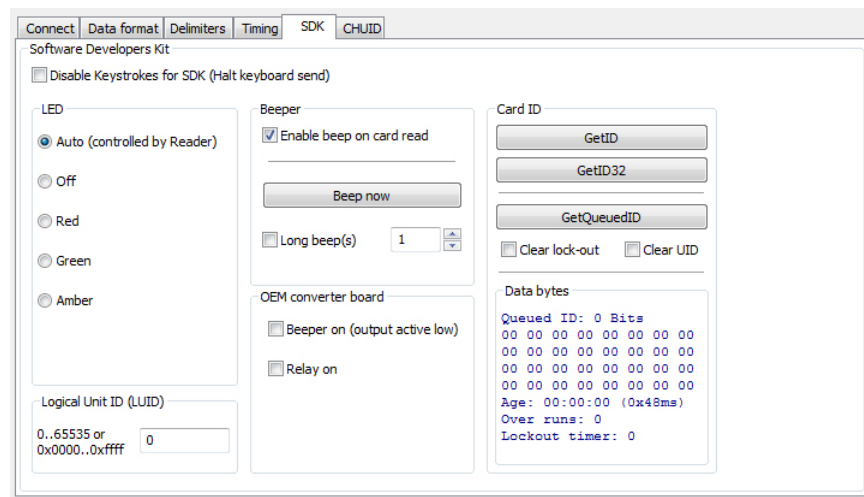 Connect Data format Delimiters Timing SDK CHUID
Software Developers Kit
Disable Keystrokes for SDK (Halt keyboard send)
LED
Auto (controlled by Reader)
Off
Red
Green
Amber
Logical Unit ID (LUID)
0..65535 or
0x0000..0xffff
0
Beeper
Enable beep on card read
Beep now
Long beep(s) 1
OEM converter board
Beeper on (output active low)
Relay on
Card ID
GetID
GetID32
GetQueuedID
Clear lock-out Clear UID
Data bytes
Queued ID: 0 Bits
00 00 00 00 00 00 00 00
00 00 00 00 00 00 00 00
00 00 00 00 00 00 00 00
00 00 00 00 00 00 00 00
Age: 00:00:00 (0x48ms)
Over runs: 0
Lockout timer: 0